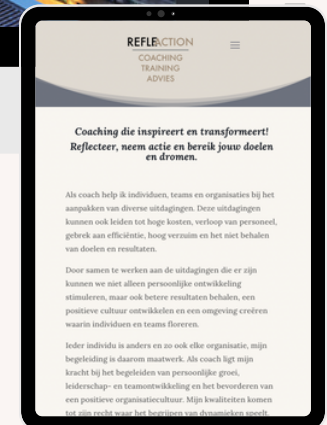 REFLEACTION
COACHING
TRAINING
ADVIES
Coaching die inspireert en transformeert!
Reflecteer, neem actie en bereik jouw doelen
en dromen.
Als coach help ik individuen, teams en organisaties bij het
aanpakken van diverse uitdagingen. Deze uitdagingen
kunnen ook leiden tot hoge kosten, verloop van personeel,
gebrek aan efficiëntie, hoog verzuim en het niet behalen
van doelen en resultaten.
Door samen te werken aan de uitdagingen die er zijn
kunnen we niet alleen persoonlijke ontwikkeling
stimuleren, maar ook betere resultaten behalen, een
positieve cultuur ontwikkelen en een omgeving creëren
waarin individuen en teams floreren.
Ieder individu is anders en zo ook elke organisatie, mijn
begeleiding is daarom maatwerk. Als coach ligt mijn
kracht bij het begeleiden van persoonlijke groei,
leiderschap- en teamontwikkeling en het bevorderen van
een positieve organisatiecultuur. Mijn kwaliteiten komen
tot zijn recht waar het begrijpen van dynamieken speelt,